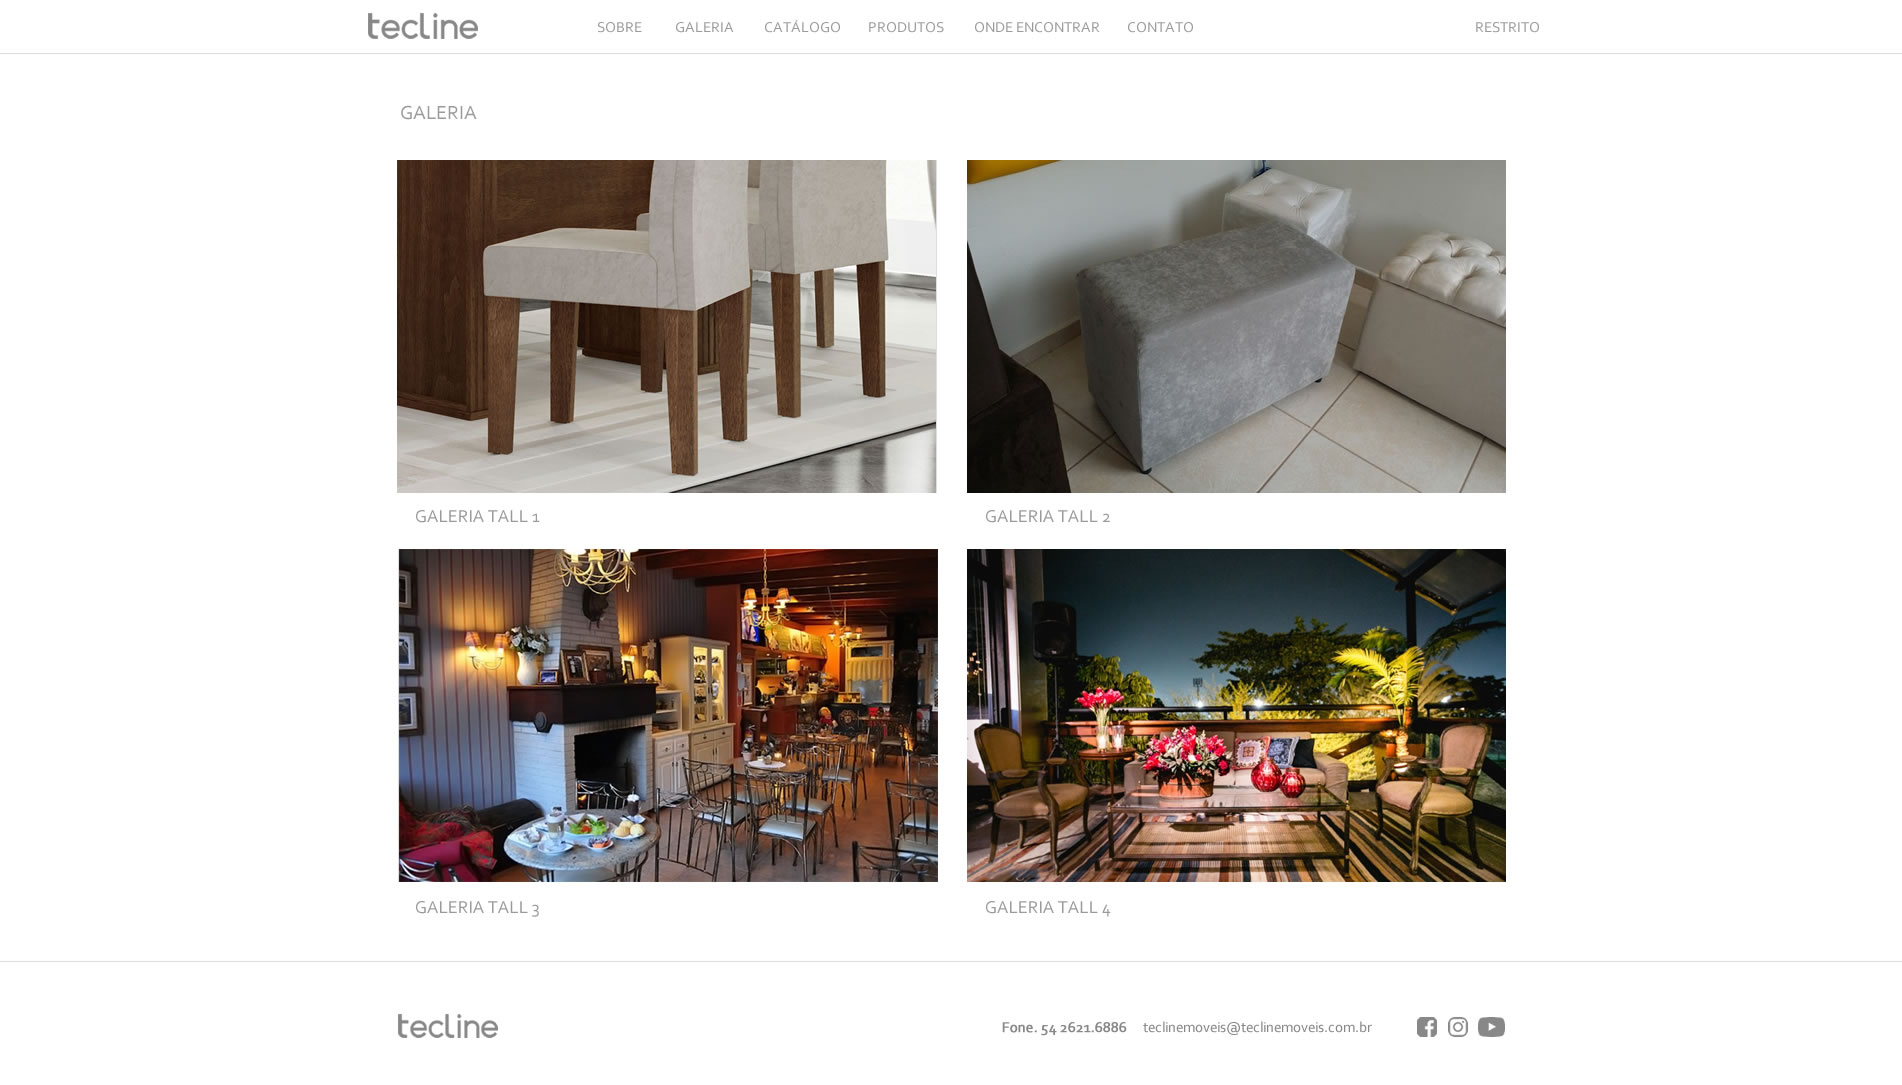 tecline
SOBRE GALERIA CATÁLOGO PRODUTOS ONDE ENCONTRAR CONTATO RESTRITO
GALERIA
GALERIA TALL 1
GALERIA TALL 2
GALERIA TALL 3
GALERIA TALL 4
tecline
Fone. 54 2621.6886 teclinemoveis@teclinemoveis.com.br